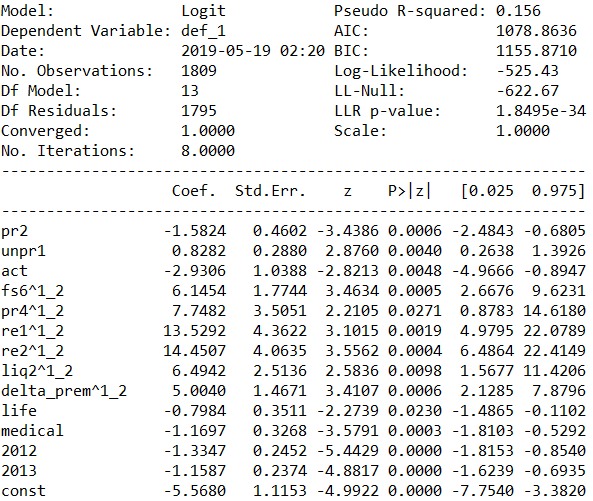 Model: Logit Pseudo R-squared: 0.156
Dependent Variable: def_1 AIC: 1078.8636
Date: 2019-05-19 02:20 BIC: 1155.8710
No. Observations: 1809 Log-Likelihood: -525.43
Df Model: 13 LL-Null: -622.67
Df Residuals: 1795 LLR p-value: 1.8495e-34
Converged: 1.0000 Scale: 1.0000
No. Iterations: 8.0000
Coef. Std.Err. z P>|z| [0.025 0.975]
pr2 -1.5824 0.4602 -3.4386 0.0006 -2.4843 -0.6805
unpr1 0.8282 0.2880 2.8760 0.0040 0.2638 1.3926
act -2.9306 1.0388 -2.8213 0.0048 -4.9666 -0.8947
fs6^1_2 6.1454 1.7744 3.4634 0.0005 2.6676 9.6231
pr4^1_2 7.7482 3.5051 2.2105 0.0271 0.8783 14.6180
re1^1_2 13.5292 4.3622 3.1015 0.0019 4.9795 22.0789
re2^1_2 14.4507 4.0635 3.5562 0.0004 6.4864 22.4149
liq2^1_2 6.4942 2.5136 2.5836 0.0098 1.5677 11.4206
delta_prem^1_2 5.0040 1.4671 3.4107 0.0006 2.1285 7.8796
life -0.7984 0.3511 -2.2739 0.0230 -1.4865 -0.1102
medical -1.1697 0.3268 -3.5791 0.0003 -1.8103 -0.5292
2012 -1.3347 0.2452 -5.4429 0.0000 -1.8153 -0.8540
2013 -1.1587 0.2374 -4.8817 0.0000 -1.6239 -0.6935
const -5.5680 1.1153 -4.9922 0.0000 -7.7540 -3.3820